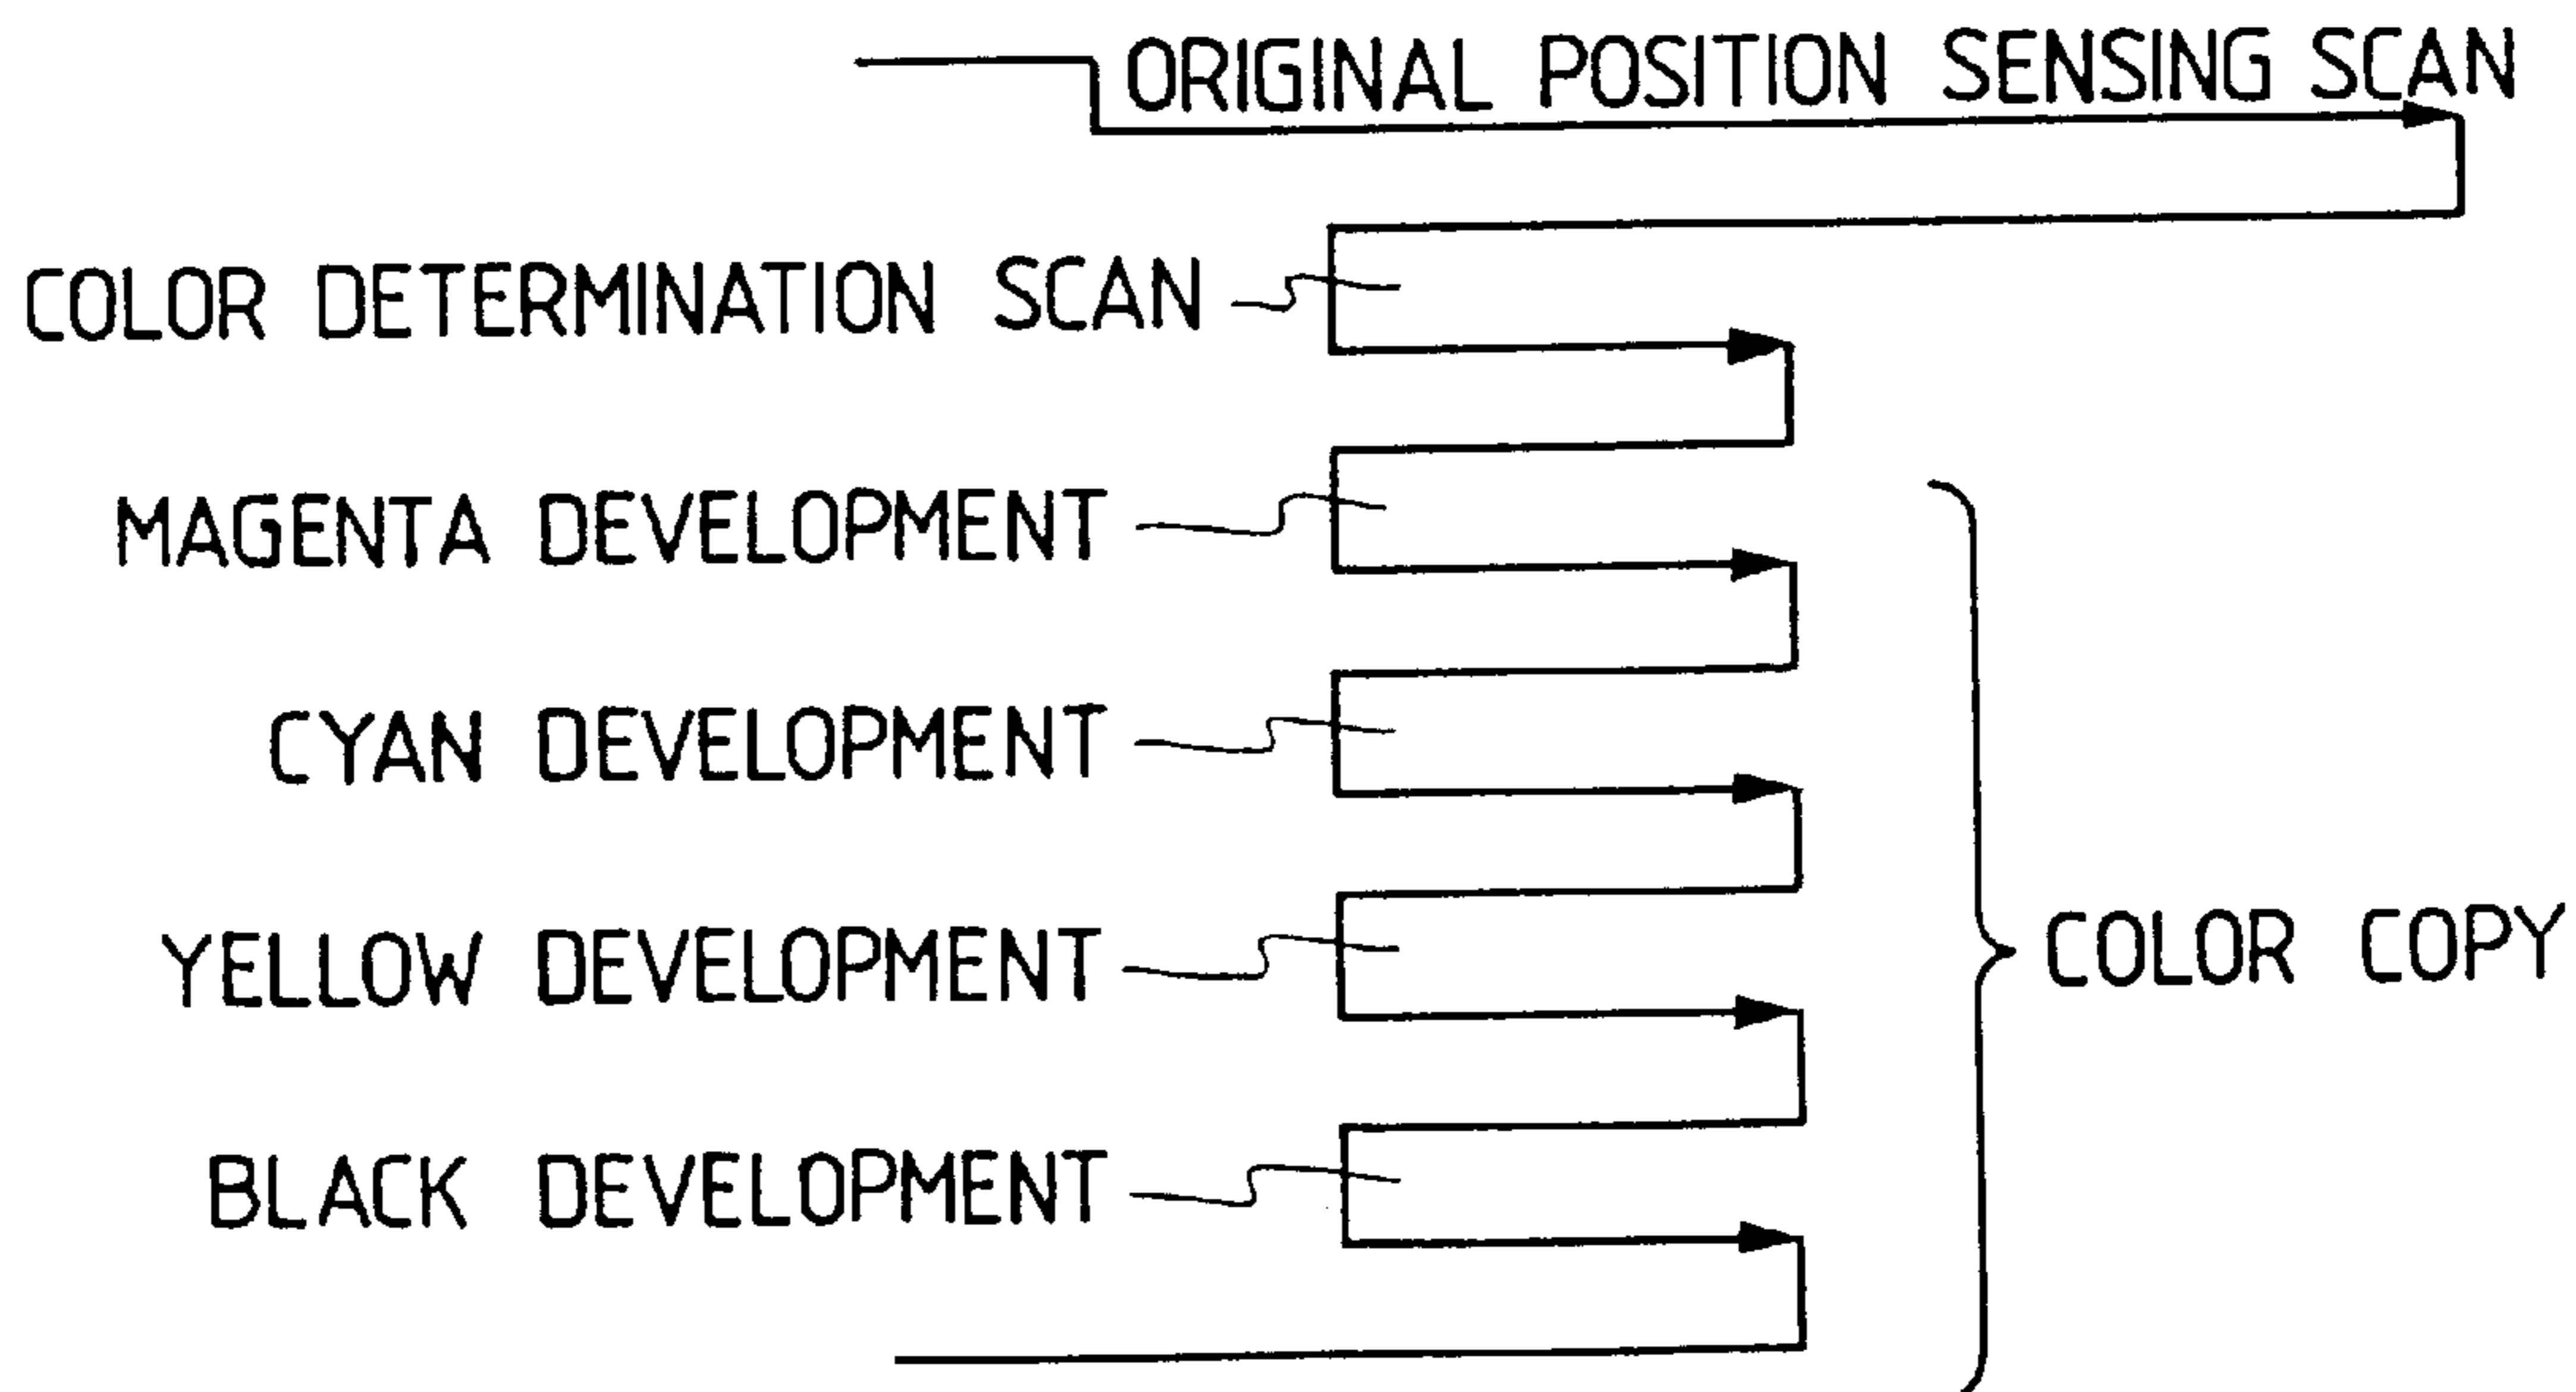 ORIGINAL POSITION SENSING SCAN
COLOR DETERMINATION SCAN
MAGENTA DEVELOPMENT
CYAN DEVELOPMENT
YELLOW DEVELOPMENT
COLOR COPY
BLACK DEVELOPMENT